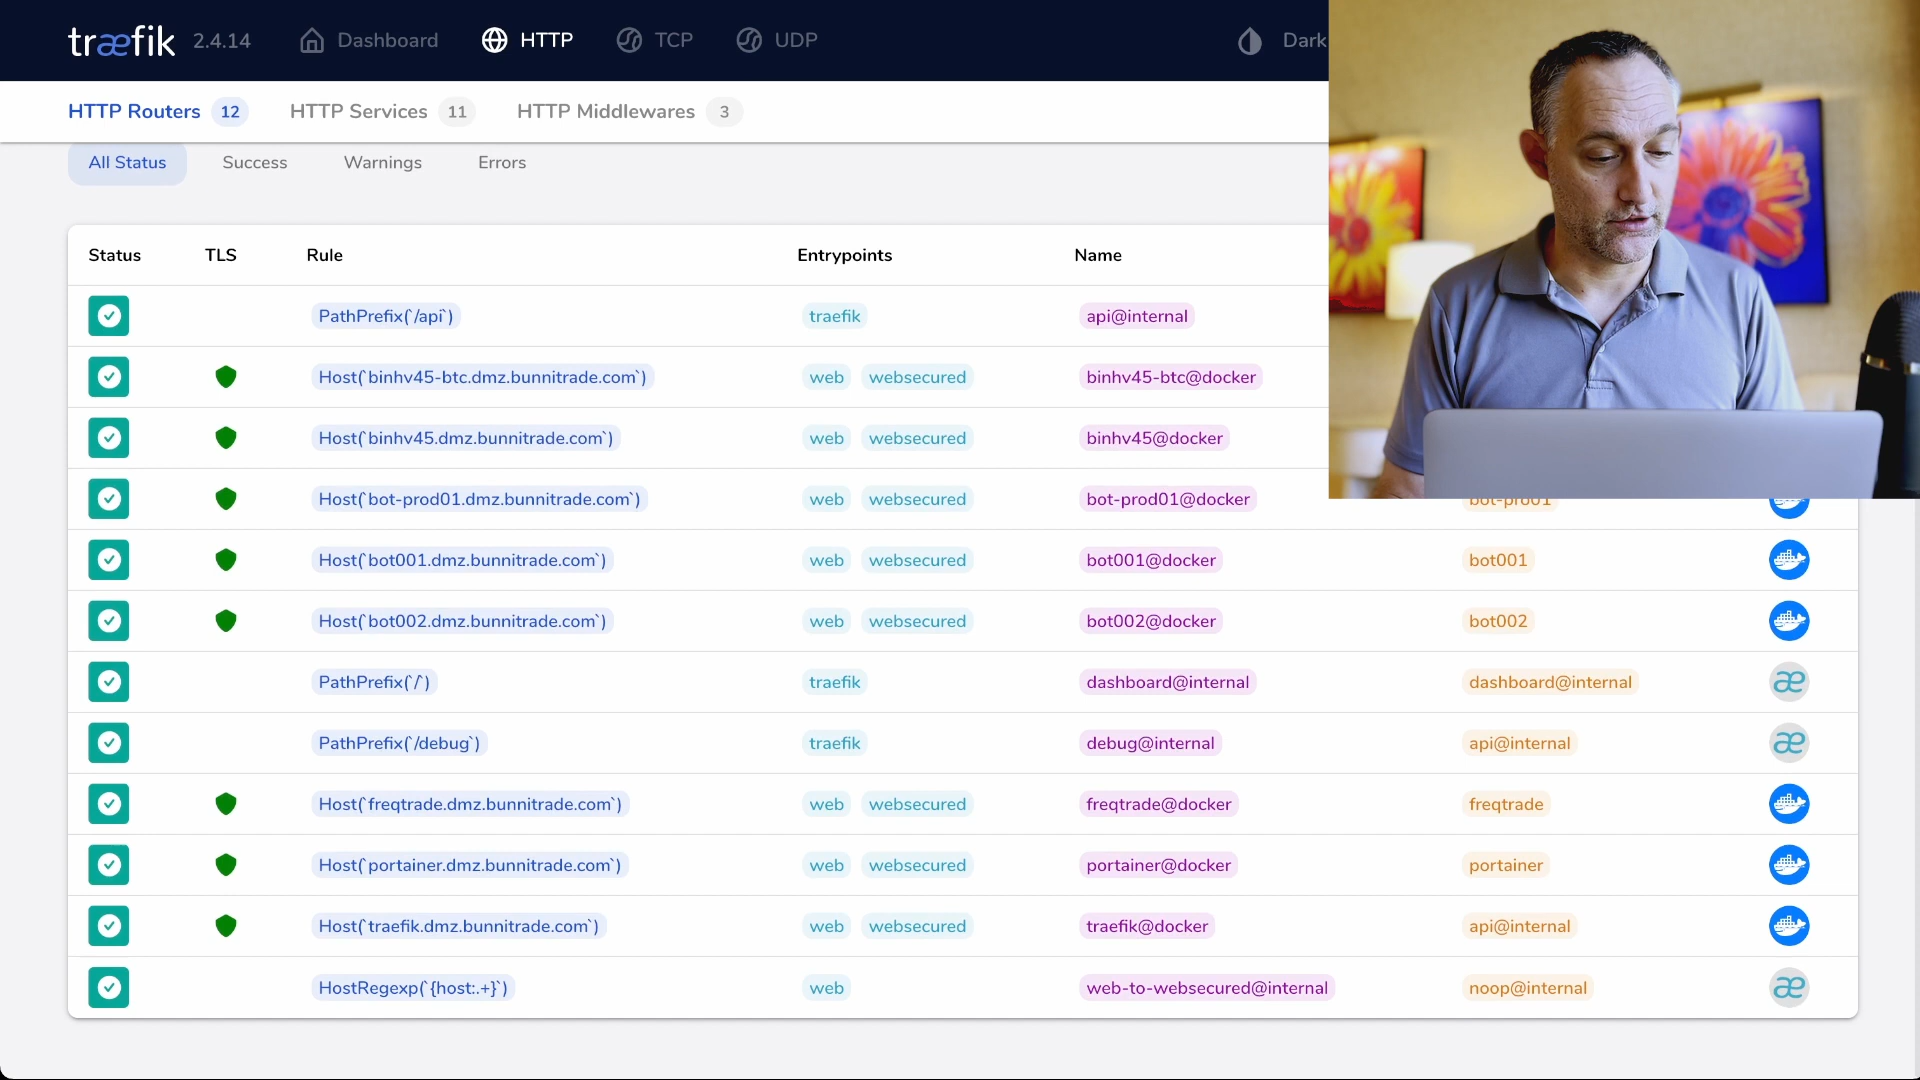 træfik 2.4.14 Dashboard HTTP TCP UDP Dark
HTTP Routers 12 HTTP Services 11 HTTP Middlewares 3
All Status Success Warnings Errors
Status TLS Rule Entrypoints Name
PathPrefix(`/api`) traefik api@internal
Host(`binhv45-btc.dmz.bunnitrade.com`) web websecured binhv45-btc@docker
Host(`binhv45.dmz.bunnitrade.com`) web websecured binhv45@docker
Host(`bot-prod01.dmz.bunnitrade.com`) web websecured bot-prod01@docker bot-prod01
Host(`bot001.dmz.bunnitrade.com`) web websecured bot001@docker bot001
Host(`bot002.dmz.bunnitrade.com`) web websecured bot002@docker bot002
PathPrefix(`/`) traefik dashboard@internal dashboard@internal æ
PathPrefix(`/debug`) traefik debug@internal api@internal æ
Host(`freqtrade.dmz.bunnitrade.com`) web websecured freqtrade@docker freqtrade
Host(`portainer.dmz.bunnitrade.com`) web websecured portainer@docker portainer
Host(`traefik.dmz.bunnitrade.com`) web websecured traefik@docker api@internal
HostRegexp(`{host:.+}`) web web-to-websecured@internal noop@internal æ